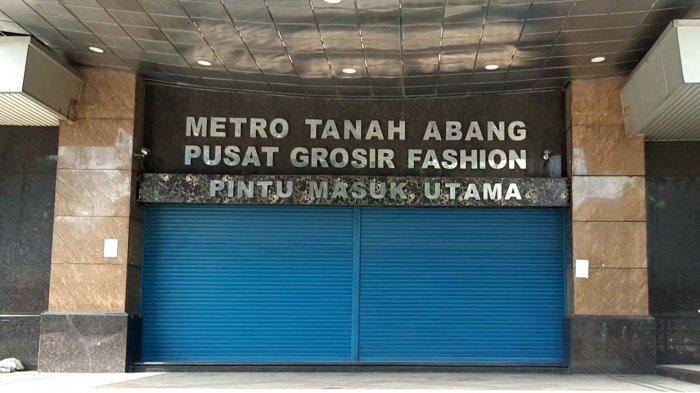 METRO TANAH ABANG
PUSAT GROSIR FASHION
PINTU MASUK UTAMA